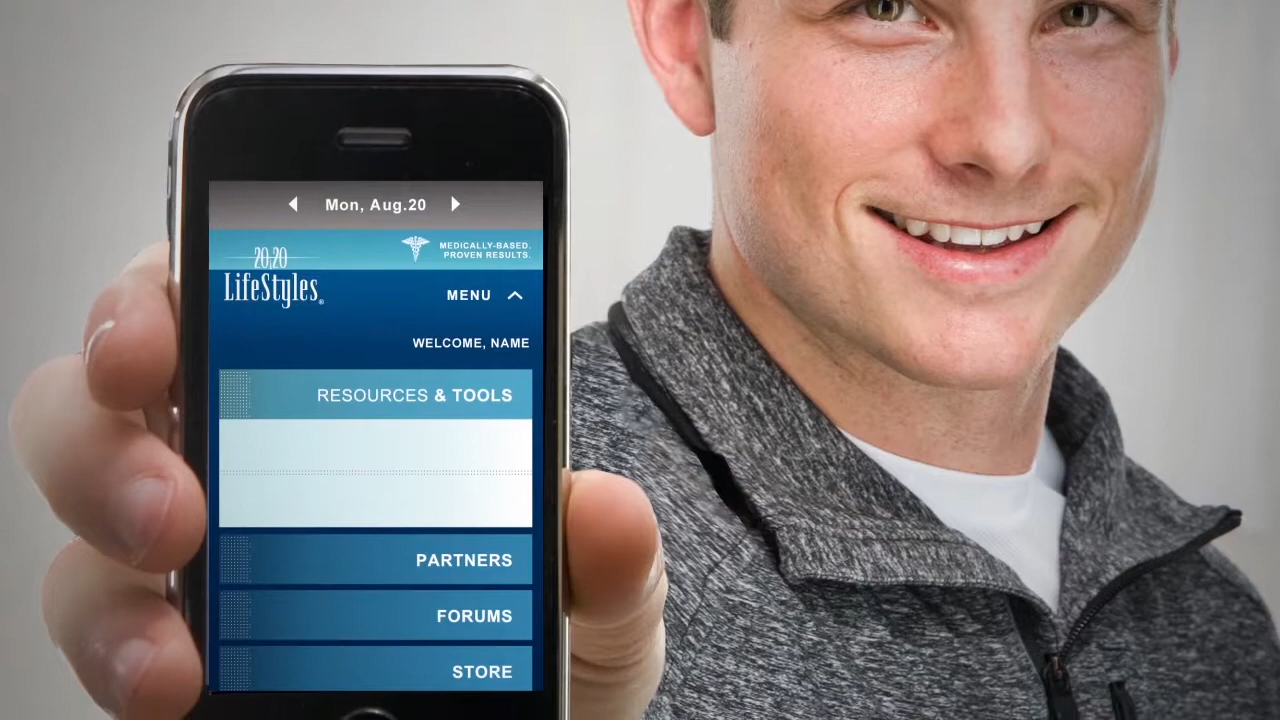 Mon, Aug.20
20/20
LifeStyles®
MEDICALLY-BASED.
PROVEN RESULTS.
MENU
WELCOME, NAME
RESOURCES & TOOLS
PARTNERS
FORUMS
STORE